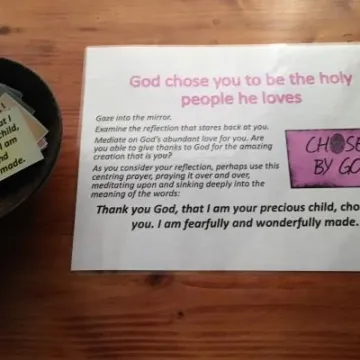 God chose you to be the holy
people he loves
Gaze into the mirror.
Examine the reflection that stares back at you.
Mediate on God's abundant love for you. Are
you able to give thanks to God for the amazing
creation that is you?
As you consider your reflection, perhaps use this
centring prayer, praying it over and over,
meditating upon and sinking deeply into the
meaning of the words:
Thank you God, that I am your precious child, cho
you. I am fearfully and wonderfully made.
CHOSE
BY GO
t I
child,
I am
and
made.